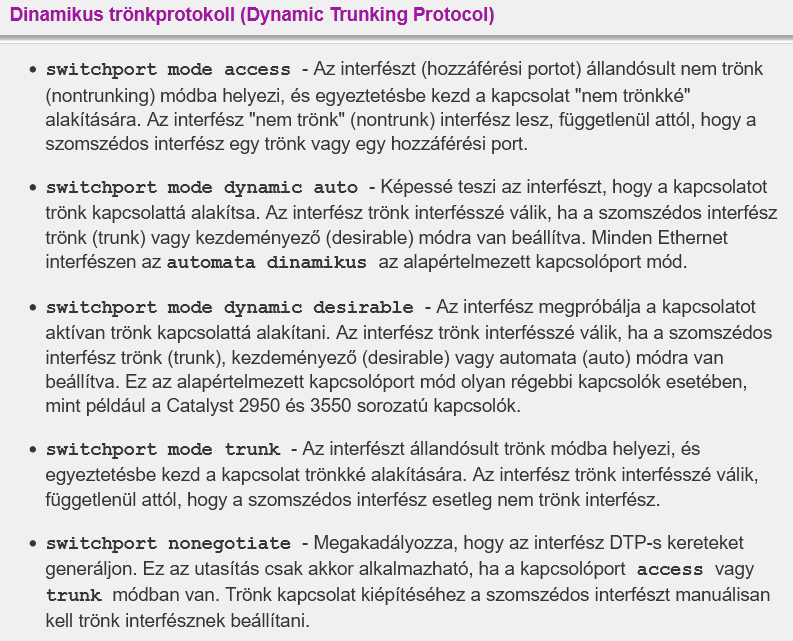 Dinamikus trönkprotokoll (Dynamic Trunking Protocol)
• switchport mode access - Az interfészt (hozzáférési portot) állandósult nem trönk
(nontrunking) módba helyezi, és egyeztetésbe kezd a kapcsolat "nem trönkké"
alakítására. Az interfész "nem trönk" (nontrunk) interfész lesz, függetlenül attól, hogy a
szomszédos interfész egy trönk vagy egy hozzáférési port.
• switchport mode dynamic auto - Képessé teszi az interfészt, hogy a kapcsolatot
trönk kapcsolattá alakítsa. Az interfész trönk interfésszé válik, ha a szomszédos interfész
trönk (trunk) vagy kezdeményező (desirable) módra van beállítva. Minden Ethernet
interfészen az automata dinamikus az alapértelmezett kapcsolóport mód.
• switchport mode dynamic desirable - Az interfész megpróbálja a kapcsolatot
aktívan trönk kapcsolattá alakítani. Az interfész trönk interfésszé válik, ha a szomszédos
interfész trönk (trunk), kezdeményező (desirable) vagy automata (auto) módra van
beállítva. Ez az alapértelmezett kapcsolóport mód olyan régebbi kapcsolók esetében,
mint például a Catalyst 2950 és 3550 sorozatú kapcsolók.
• switchport mode trunk - Az interfészt állandósult trönk módba helyezi, és
egyeztetésbe kezd a kapcsolat trönkké alakítására. Az interfész trönk interfésszé válik,
függetlenül attól, hogy a szomszédos interfész esetleg nem trönk interfész.
• switchport nonegotiate - Megakadályozza, hogy az interfész DTP-s kereteket
generáljon. Ez az utasítás csak akkor alkalmazható, ha a kapcsolóport access vagy
trunk módban van. Trönk kapcsolat kiépítéséhez a szomszédos interfészt manuálisan
kell trönk interfésznek beállítani.